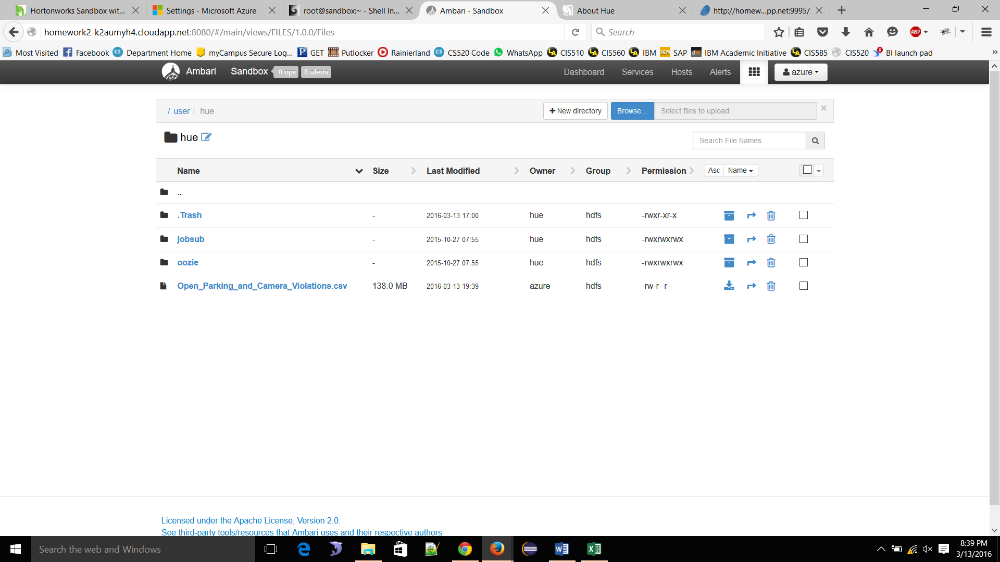 Hortonworks Sandbox wit...
Settings - Microsoft Azure
root@sandbox:~ - Shell In...
Ambari - Sandbox
About Hue
http://homew...pp.net:9995/
homework2-k2aumyh4.cloudapp.net:8080/#/main/views/FILES/1.0.0/Files
Search
ABP
Most Visited Facebook Department Home myCampus Secure Log... GET Putlocker Rainierland CS520 Code WhatsApp CIS510 CIS560 IBM SAP IBM Academic Initiative CIS585 CIS520 BI launch pad
Ambari Sandbox 0 ops 0 alerts Dashboard Services Hosts Alerts azure
/ user / hue New directory Browse... Select files to upload. ×
hue Search File Names
Name Size Last Modified Owner Group Permission Asc Name
..
.Trash - 2016-03-13 17:00 hue hdfs -rwxr-xr-x
jobsub - 2015-10-27 07:55 hue hdfs -rwxrwxrwx
oozie - 2015-10-27 07:55 hue hdfs -rwxrwxrwx
Open_Parking_and_Camera_Violations.csv 138.0 MB 2016-03-13 19:39 azure hdfs -rw-r--r--
Licensed under the Apache License, Version 2.0.
See third-party tools/resources that Ambari uses and their respective authors
Search the web and Windows
8:39 PM
3/13/2016